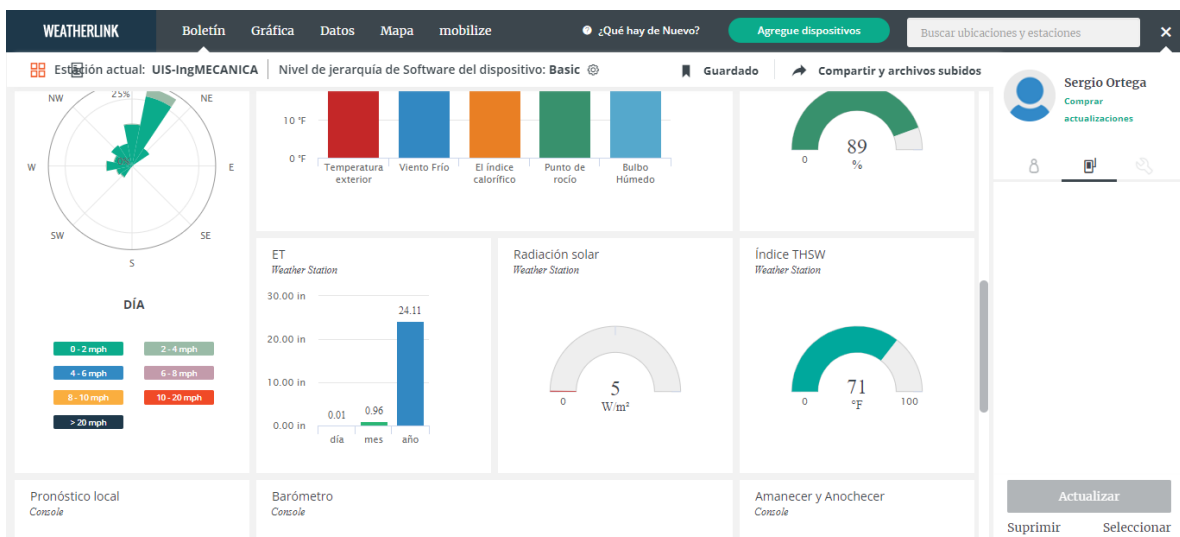 WEATHERLINK
Boletín Gráfica Datos Mapa mobilize
¿Qué hay de Nuevo?
Agregue dispositivos
Buscar ubicaciones y estaciones
Estación actual: UIS-IngMECANICA
Nivel de jerarquía de Software del dispositivo: Basic
Guardado
Compartir y archivos subidos
Sergio Ortega
Comprar
actualizaciones
NW
25%
NE
W
0%
E
SW
SE
S
DÍA
0 - 2 mph
2 - 4 mph
4 - 6 mph
6 - 8 mph
8 - 10 mph
10 - 20 mph
> 20 mph
10 °F
0 °F
Temperatura
exterior
Viento Frío
El índice
calorífico
Punto de
rocío
Bulbo
Húmedo
89
%
0
ET
Weather Station
30.00 in
20.00 in
10.00 in
0.00 in
0.01
0.96
24.11
día
mes
año
Radiación solar
Weather Station
5
W/m²
0
Índice THSW
Weather Station
71
°F
0
100
Pronóstico local
Console
Barómetro
Console
Amanecer y Anochecer
Console
Actualizar
Suprimir
Seleccionar